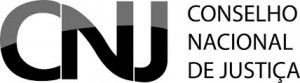 CNJ
CONSELHO
NACIONAL
DE JUSTIÇA